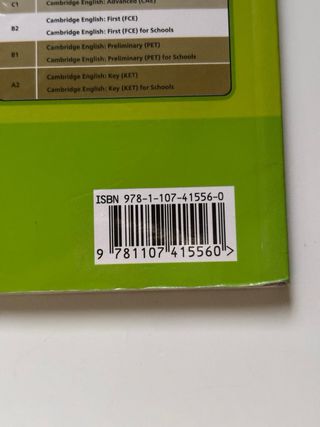 C1 Cambridge English: Advanced (CAE)
B2 Cambridge English: First (FCE)
Cambridge English: First (FCE) for Schools
B1 Cambridge English: Preliminary (PET)
Cambridge English: Preliminary (PET) for Schools
A2 Cambridge English: Key (KET)
Cambridge English: Key (KET) for Schools
ISBN 978-1-107-41556-0
9 781107 415560 >